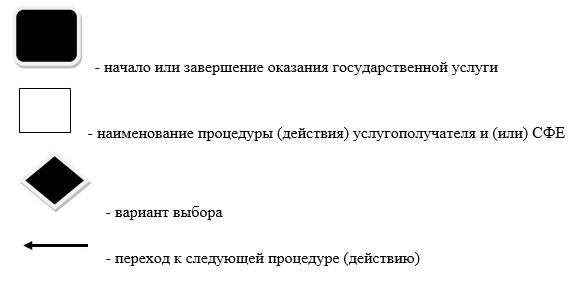 - начало или завершение оказания государственной услуги
- наименование процедуры (действия) услугополучателя и (или) СФЕ
- вариант выбора
- переход к следующей процедуре (действию)